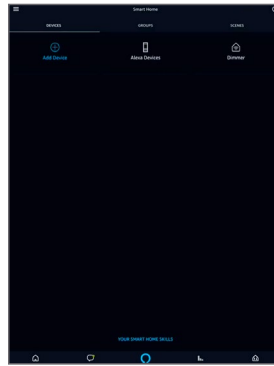 Smart Home
DEVICES GROUPS SCENES
Add Device Alexa Devices Dimmer
YOUR SMART HOME SKILLS